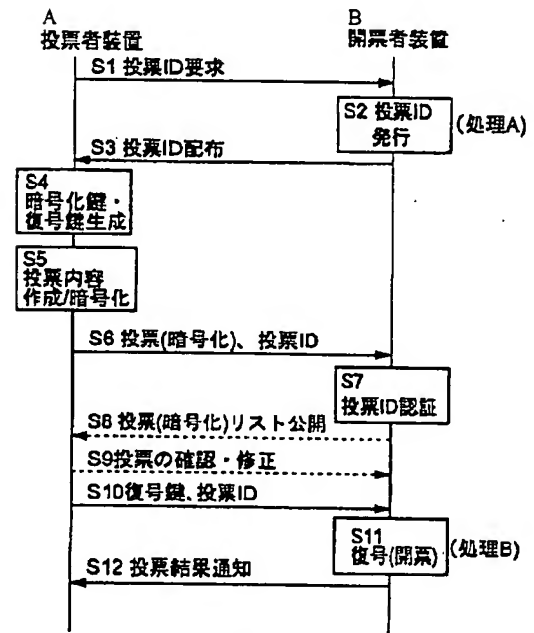 A
投票者装置
B
開票者装置
S1 投票ID要求
S2 投票ID
発行
(処理A)
S3 投票ID配布
S4
暗号化鍵・
復号鍵生成
S5
投票内容
作成/暗号化
S6 投票(暗号化)、投票ID
S7
投票ID認証
S8 投票(暗号化)リスト公開
S9投票の確認・修正
S10復号鍵、投票ID
S11
復号(開票)
(処理B)
S12 投票結果通知